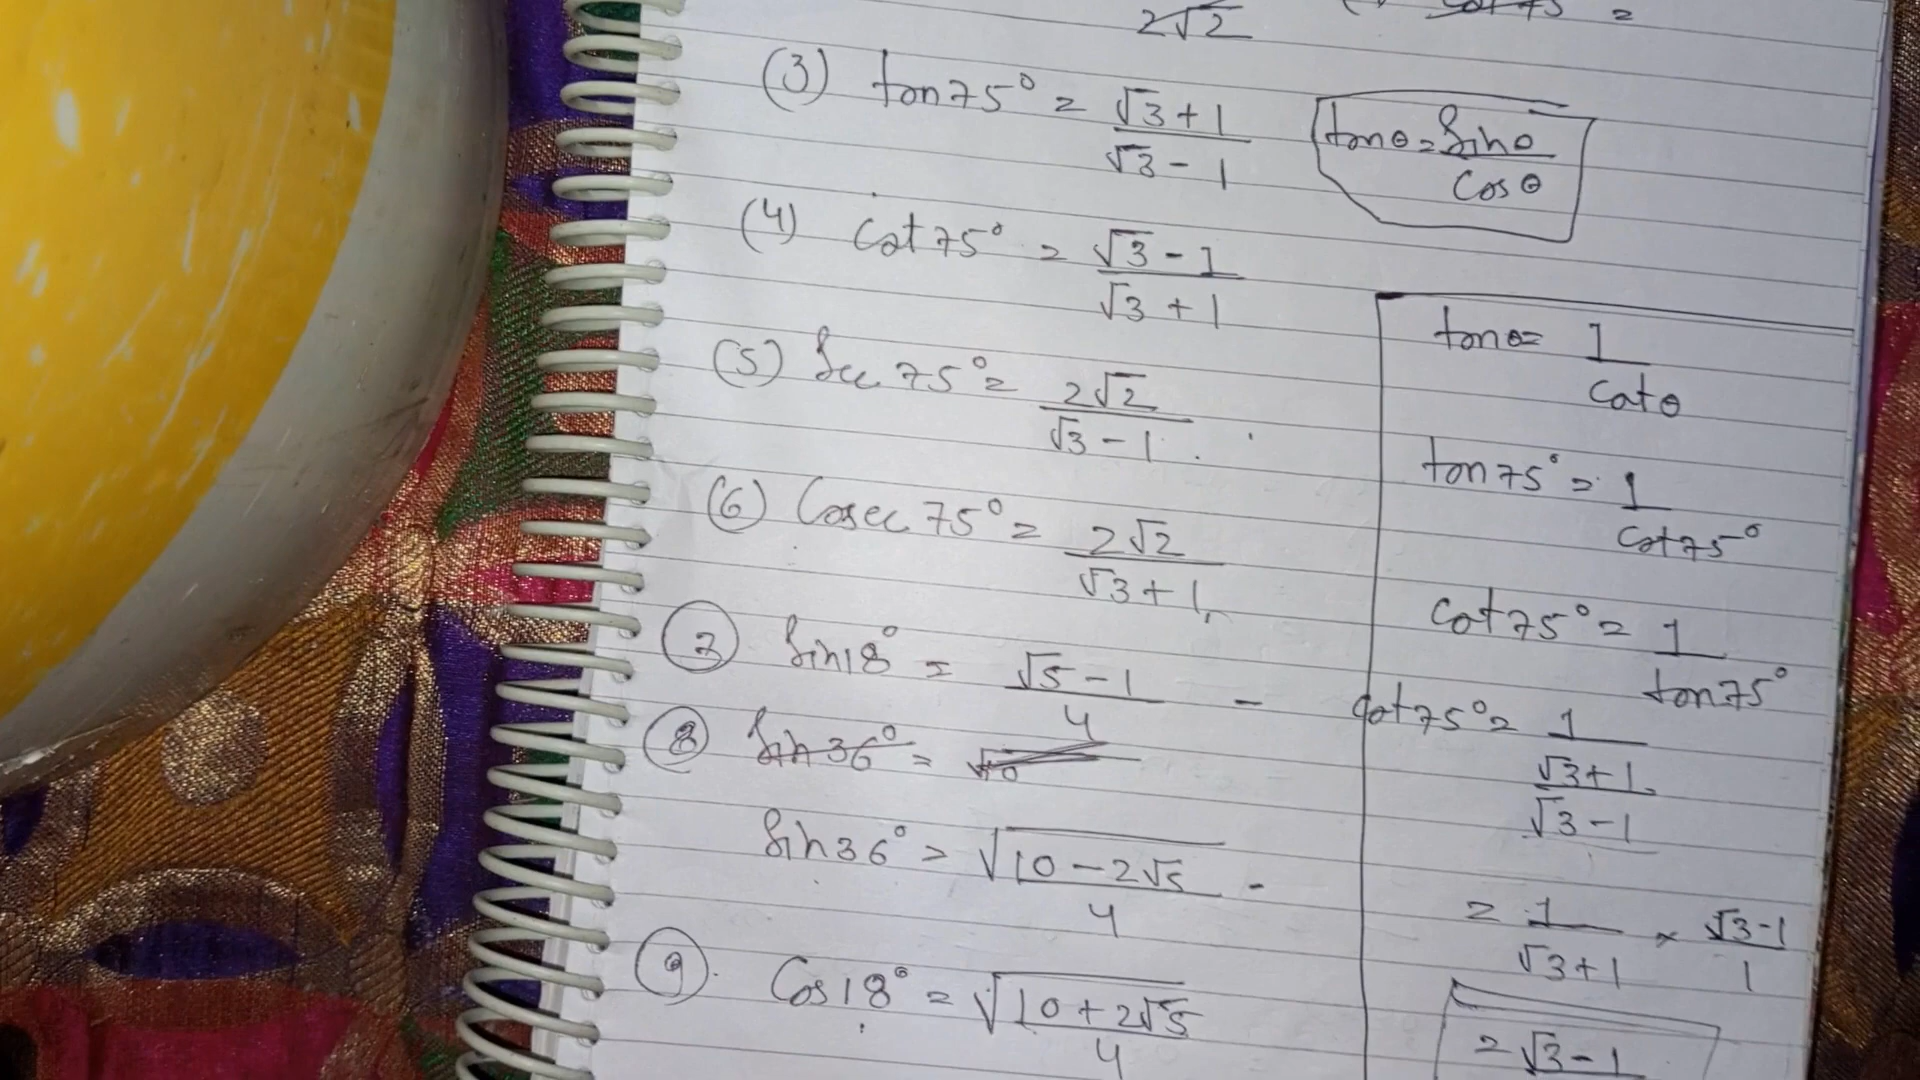 2√2
(3) tan75° = √3+1 / √3-1
tanθ = Sinθ / Cosθ
(4) Cot75° = √3-1 / √3+1
(5) Sec75° = 2√2 / √3-1
(6) Cosec75° = 2√2 / √3+1
(7) Sin18° = √5-1 / 4
(8) Sin36° = √10
Sin36° = √10-2√5 / 4
(9) Cos18° = √10+2√5 / 4
tanθ = 1 / Catθ
tan75° = 1 / Cot75°
Cot75° = 1 / tan75°
Cot75° = 1 / √3+1 / √3-1
= 1 / √3+1 × √3-1 / 1
= √3-1